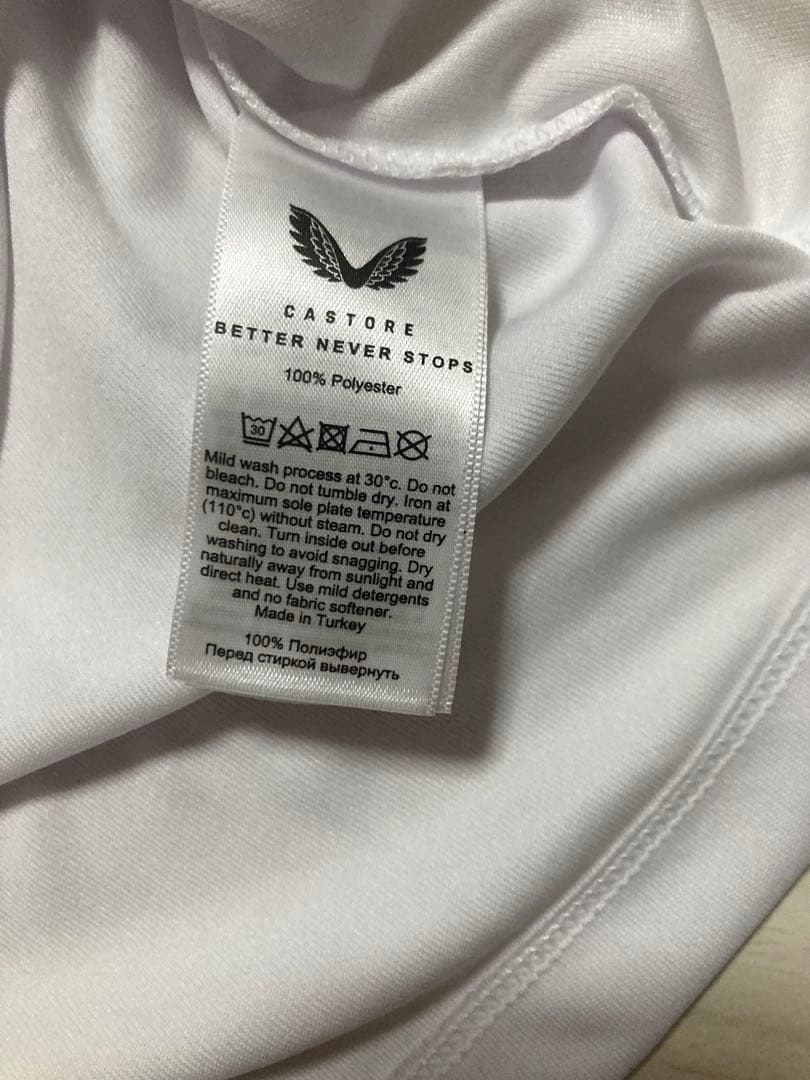 CASTORE
BETTER NEVER STOPS
100% Polyester
30
Mild wash process at 30°c. Do not
bleach. Do not tumble dry. Iron at
maximum sole plate temperature
(110°c) without steam. Do not dry
clean. Turn inside out before
washing to avoid snagging. Dry
naturally away from sunlight and
direct heat. Use mild detergents
and no fabric softener.
Made in Turkey
100% Полиэфир
Перед стиркой вывернуть